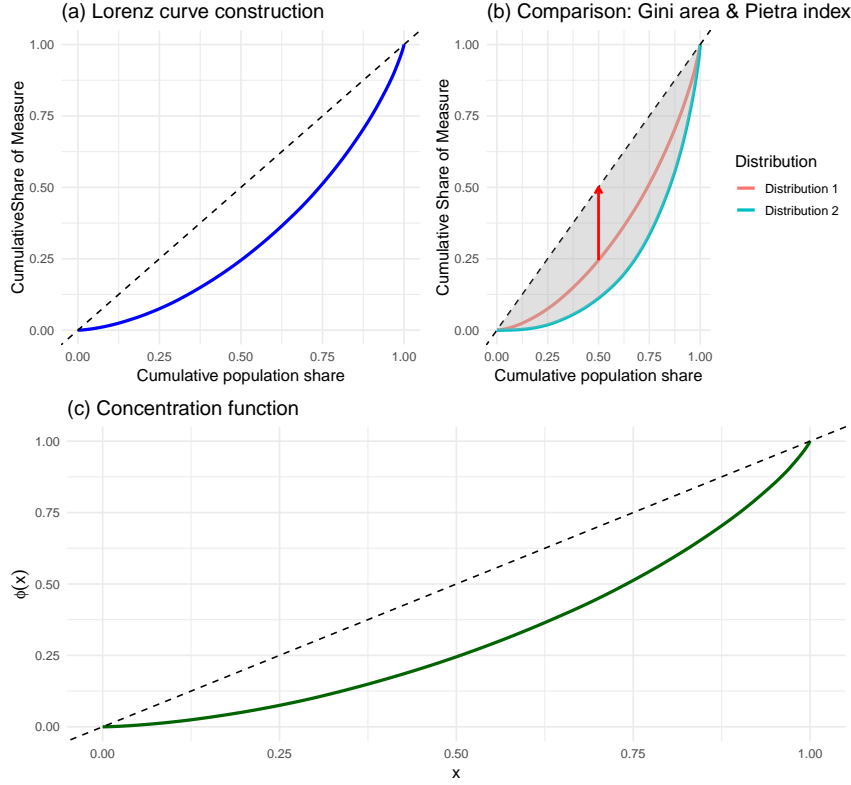 (a) Lorenz curve construction
1.00
0.75
0.50
0.25
0.00
CumulativeShare of Measure
0.00 0.25 0.50 0.75 1.00
Cumulative population share
(b) Comparison: Gini area & Pietra index
1.00
0.75
0.50
0.25
0.00
Cumulative Share of Measure
0.00 0.25 0.50 0.75 1.00
Cumulative population share
Distribution
Distribution 1
Distribution 2
(c) Concentration function
1.00
0.75
0.50
0.25
0.00
ϕ(x)
0.00 0.25 0.50 0.75 1.00
x